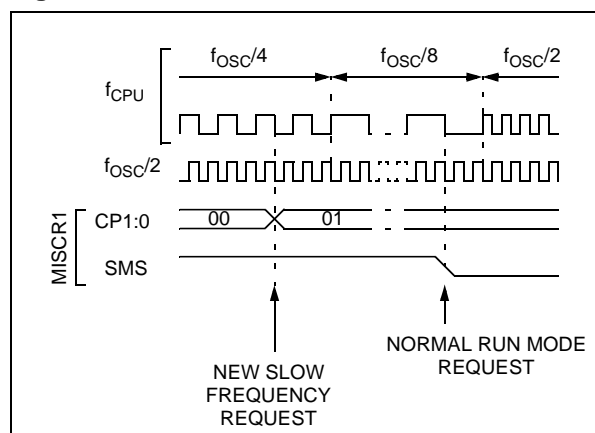 fOSC/4 fOSC/8 fOSC/2
fCPU
fOSC/2
MISCR1
CP1:0 00 01
SMS
NEW SLOW
FREQUENCY
REQUEST
NORMAL RUN MODE
REQUEST